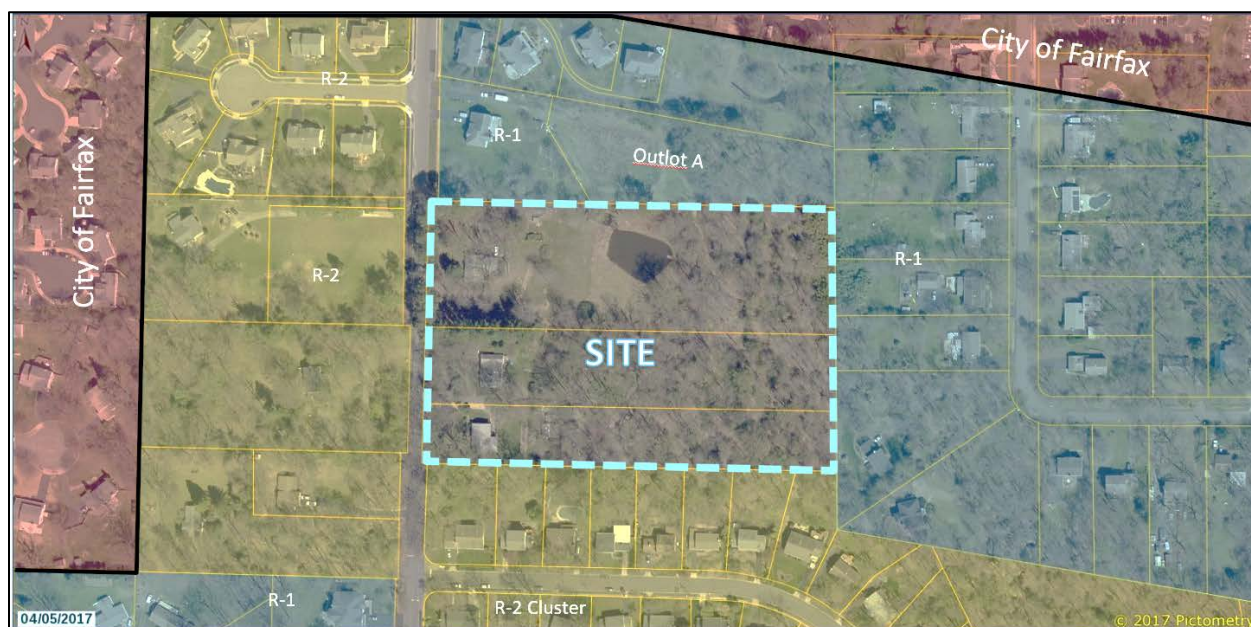 N
City of Fairfax
City of Fairfax
R-2
R-1
Outlot A
R-2
R-1
SITE
R-1
R-2 Cluster
04/05/2017
© 2017 Pictometry